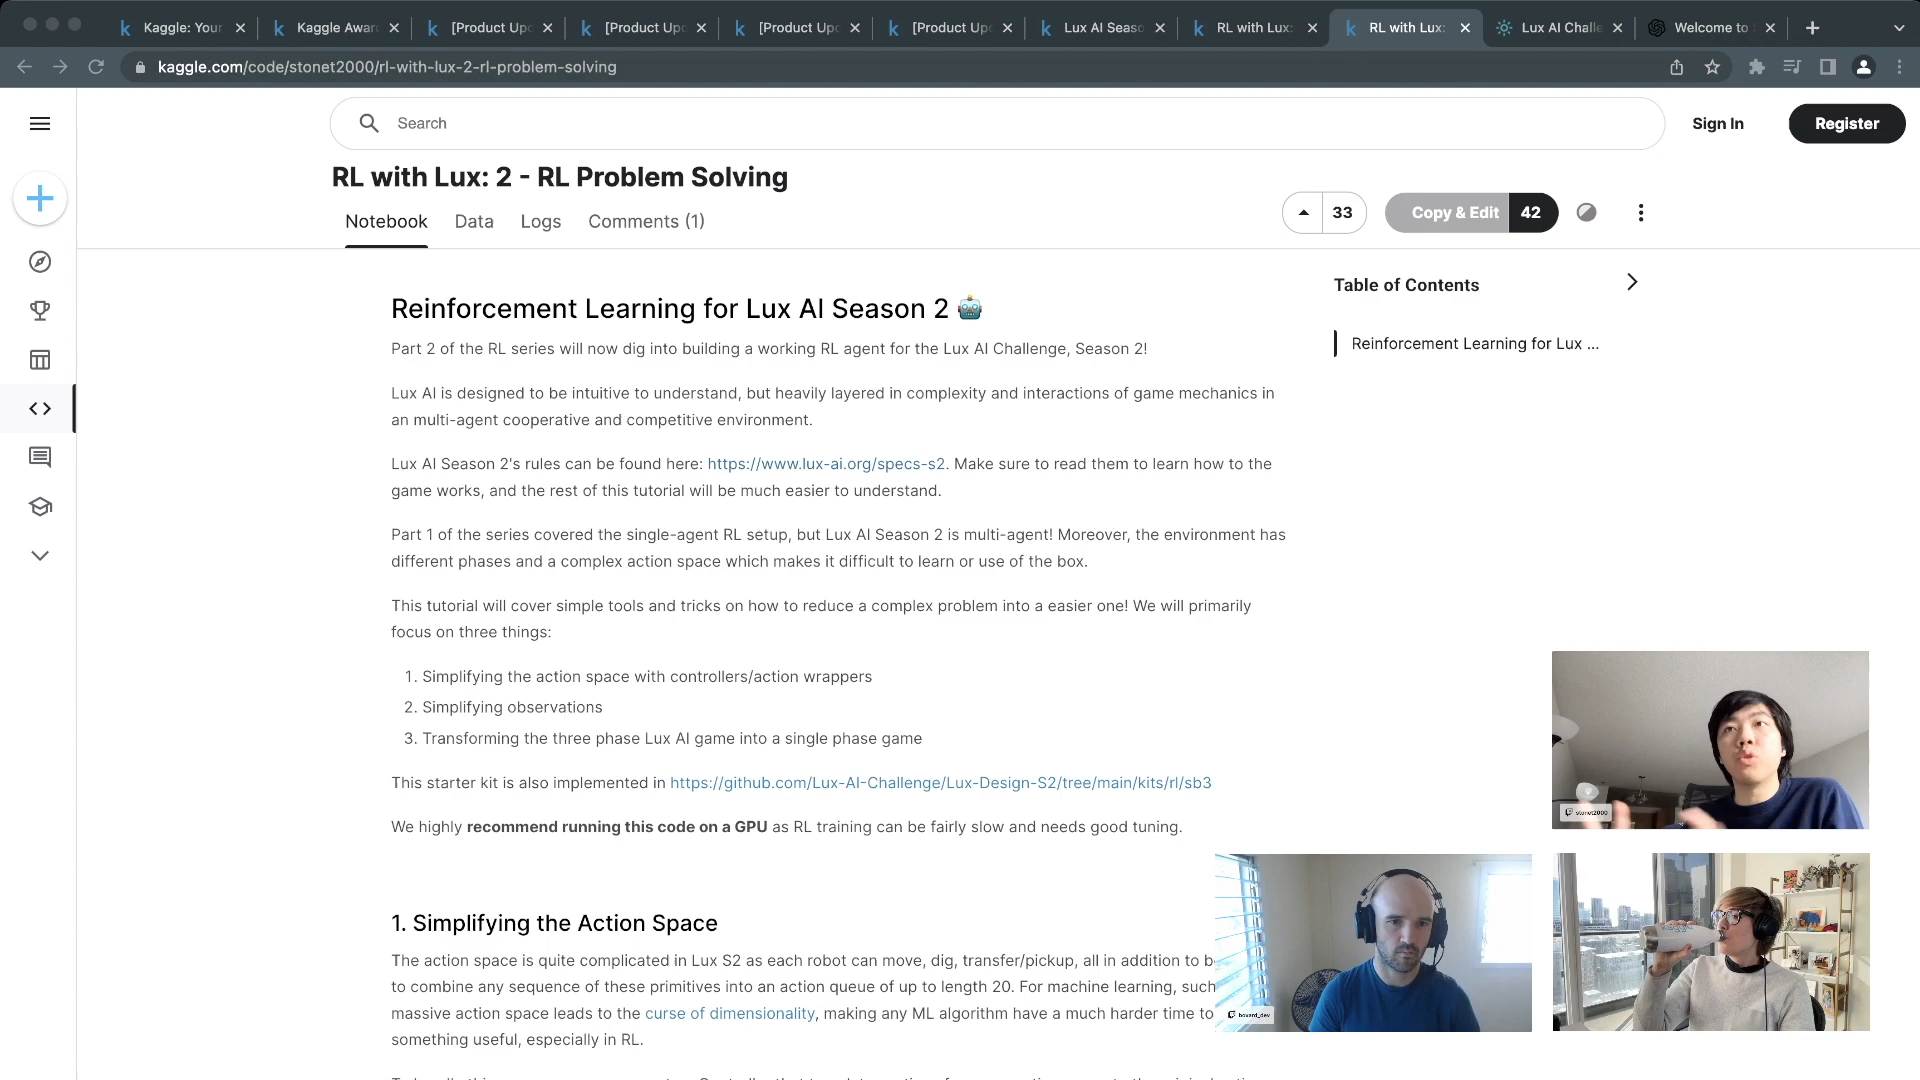 Kaggle: Your
Kaggle Awar
[Product Upd
[Product Upd
[Product Upd
[Product Upd
Lux AI Seaso
RL with Lux:
RL with Lux:
Lux AI Challe
Welcome to
kaggle.com/code/stonet2000/rl-with-lux-2-rl-problem-solving
Search
Sign In
Register
RL with Lux: 2 - RL Problem Solving
Notebook
Data
Logs
Comments (1)
33
Copy & Edit
42
Reinforcement Learning for Lux AI Season 2
Part 2 of the RL series will now dig into building a working RL agent for the Lux AI Challenge, Season 2!
Lux AI is designed to be intuitive to understand, but heavily layered in complexity and interactions of game mechanics in
an multi-agent cooperative and competitive environment.
Lux AI Season 2's rules can be found here: https://www.lux-ai.org/specs-s2. Make sure to read them to learn how to the
game works, and the rest of this tutorial will be much easier to understand.
Part 1 of the series covered the single-agent RL setup, but Lux AI Season 2 is multi-agent! Moreover, the environment has
different phases and a complex action space which makes it difficult to learn or use of the box.
This tutorial will cover simple tools and tricks on how to reduce a complex problem into a easier one! We will primarily
focus on three things:
1. Simplifying the action space with controllers/action wrappers
2. Simplifying observations
3. Transforming the three phase Lux AI game into a single phase game
This starter kit is also implemented in https://github.com/Lux-AI-Challenge/Lux-Design-S2/tree/main/kits/rl/sb3
We highly recommend running this code on a GPU as RL training can be fairly slow and needs good tuning.
1. Simplifying the Action Space
The action space is quite complicated in Lux S2 as each robot can move, dig, transfer/pickup, all in addition to b
to combine any sequence of these primitives into an action queue of up to length 20. For machine learning, such
massive action space leads to the curse of dimensionality, making any ML algorithm have a much harder time to
something useful, especially in RL.
Table of Contents
Reinforcement Learning for Lux ...
stonet2000
bovard_dev